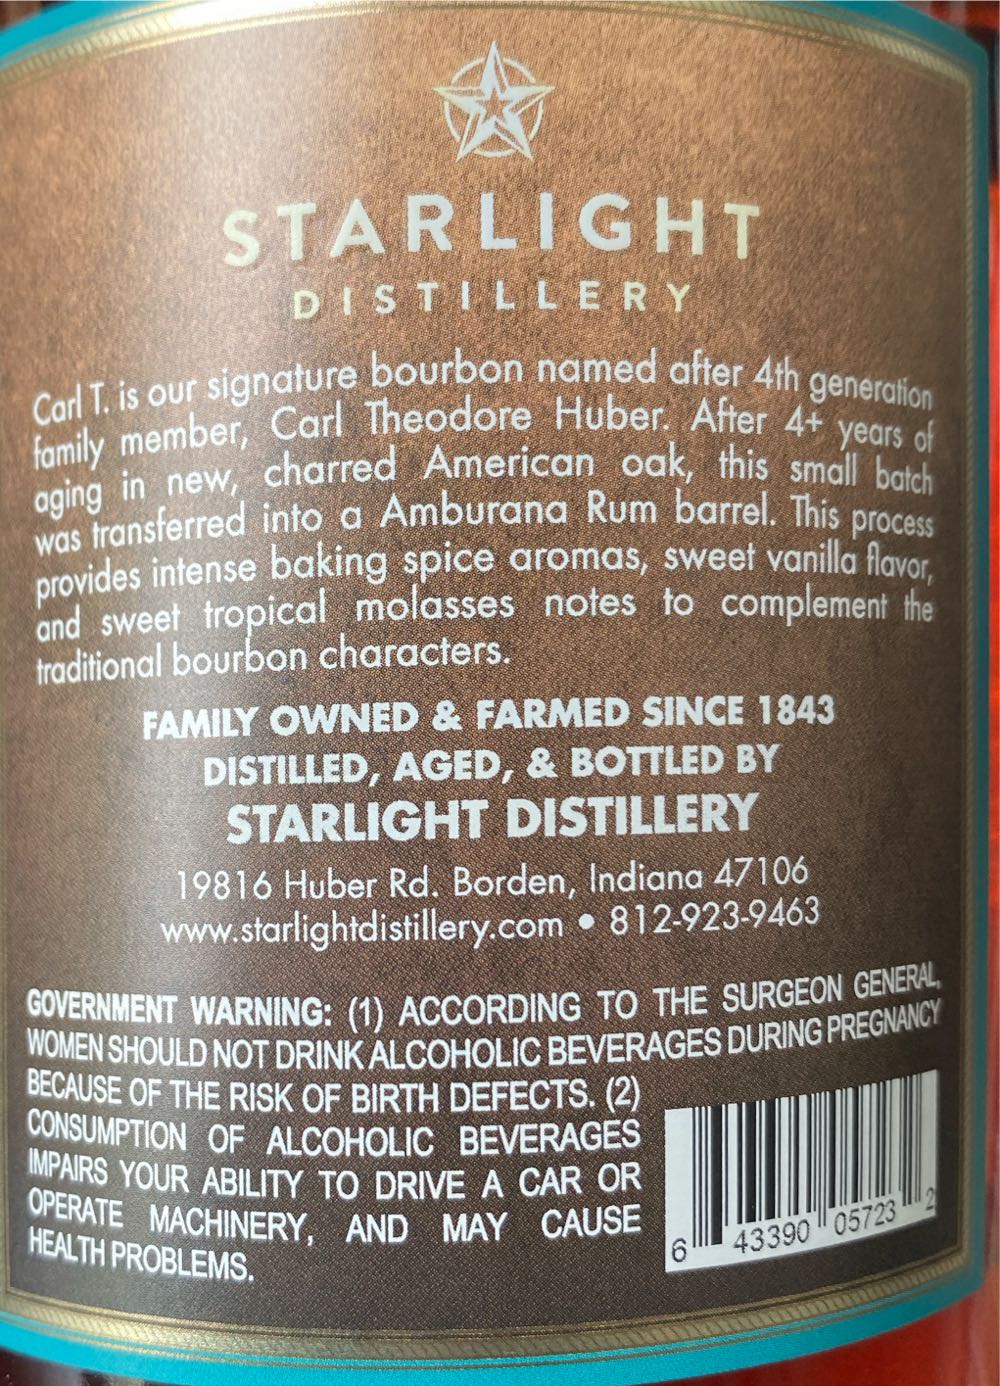 STARLIGHT
DISTILLERY
Carl T. is our signature bourbon named after 4th generation
family member, Carl Theodore Huber. After 4+ years of
aging in new, charred American oak, this small batch
was transferred into a Amburana Rum barrel. This process
provides intense baking spice aromas, sweet vanilla flavor,
and sweet tropical molasses notes to complement the
traditional bourbon characters.
FAMILY OWNED & FARMED SINCE 1843
DISTILLED, AGED, & BOTTLED BY
STARLIGHT DISTILLERY
19816 Huber Rd. Borden, Indiana 47106
www.starlightdistillery.com • 812-923-9463
GOVERNMENT WARNING: (1) ACCORDING TO THE SURGEON GENERAL,
WOMEN SHOULD NOT DRINK ALCOHOLIC BEVERAGES DURING PREGNANCY
BECAUSE OF THE RISK OF BIRTH DEFECTS. (2)
CONSUMPTION OF ALCOHOLIC BEVERAGES
IMPAIRS YOUR ABILITY TO DRIVE A CAR OR
OPERATE MACHINERY, AND MAY CAUSE
HEALTH PROBLEMS.
6 43390 05723 2